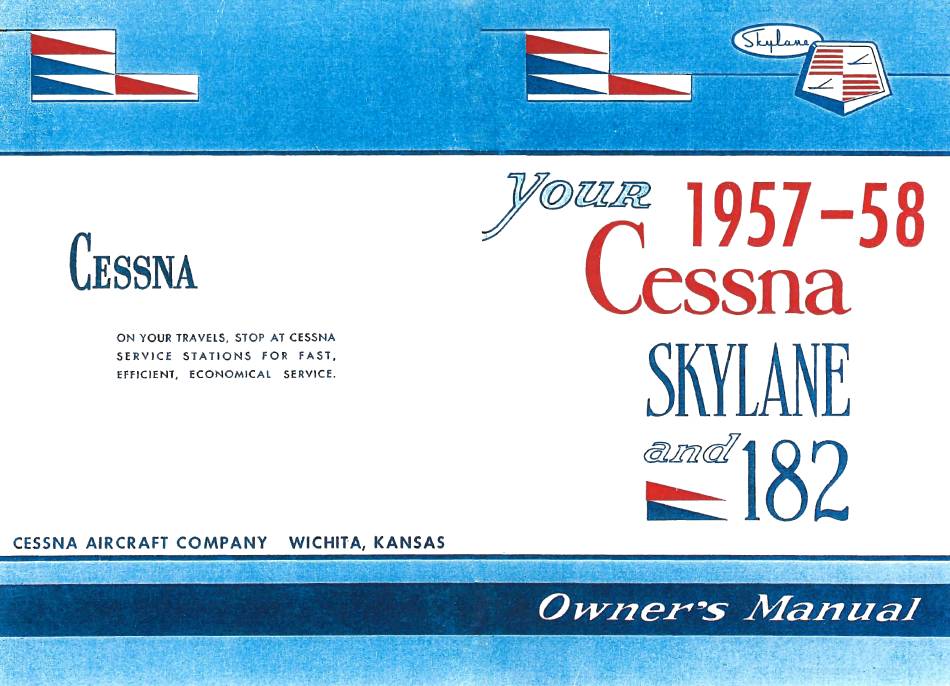 CESSNA
ON YOUR TRAVELS, STOP AT CESSNA
SERVICE STATIONS FOR FAST,
EFFICIENT, ECONOMICAL SERVICE.
CESSNA AIRCRAFT COMPANY WICHITA, KANSAS
Skylane
your 1957-58
Cessna
SKYLANE
and 182
Owner's Manual